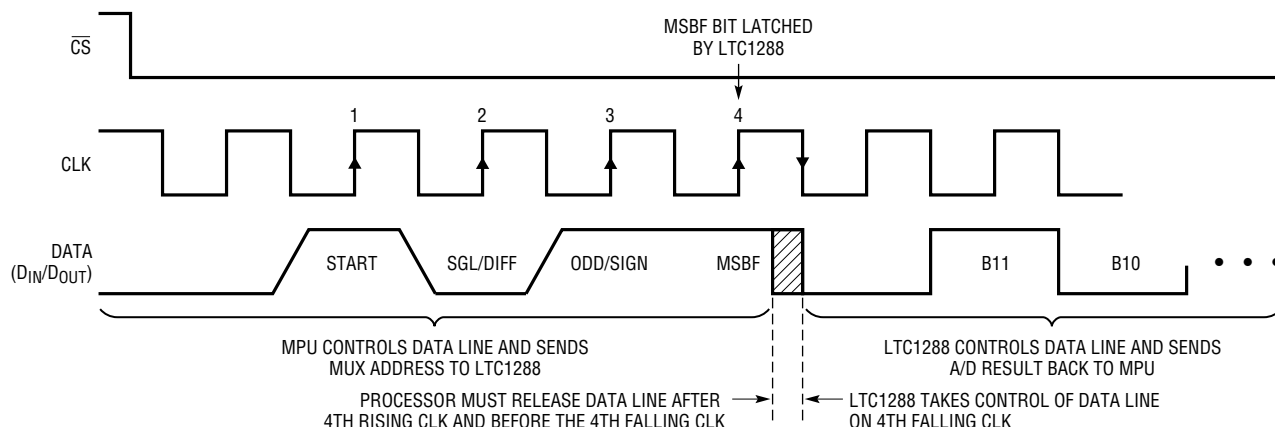 MSBF BIT LATCHED
BY LTC1288
CS
1 2 3 4
CLK
DATA
(DIN/DOUT)
START SGL/DIFF ODD/SIGN MSBF B11 B10 • • •
MPU CONTROLS DATA LINE AND SENDS
MUX ADDRESS TO LTC1288
LTC1288 CONTROLS DATA LINE AND SENDS
A/D RESULT BACK TO MPU
PROCESSOR MUST RELEASE DATA LINE AFTER
4TH RISING CLK AND BEFORE THE 4TH FALLING CLK
LTC1288 TAKES CONTROL OF DATA LINE
ON 4TH FALLING CLK